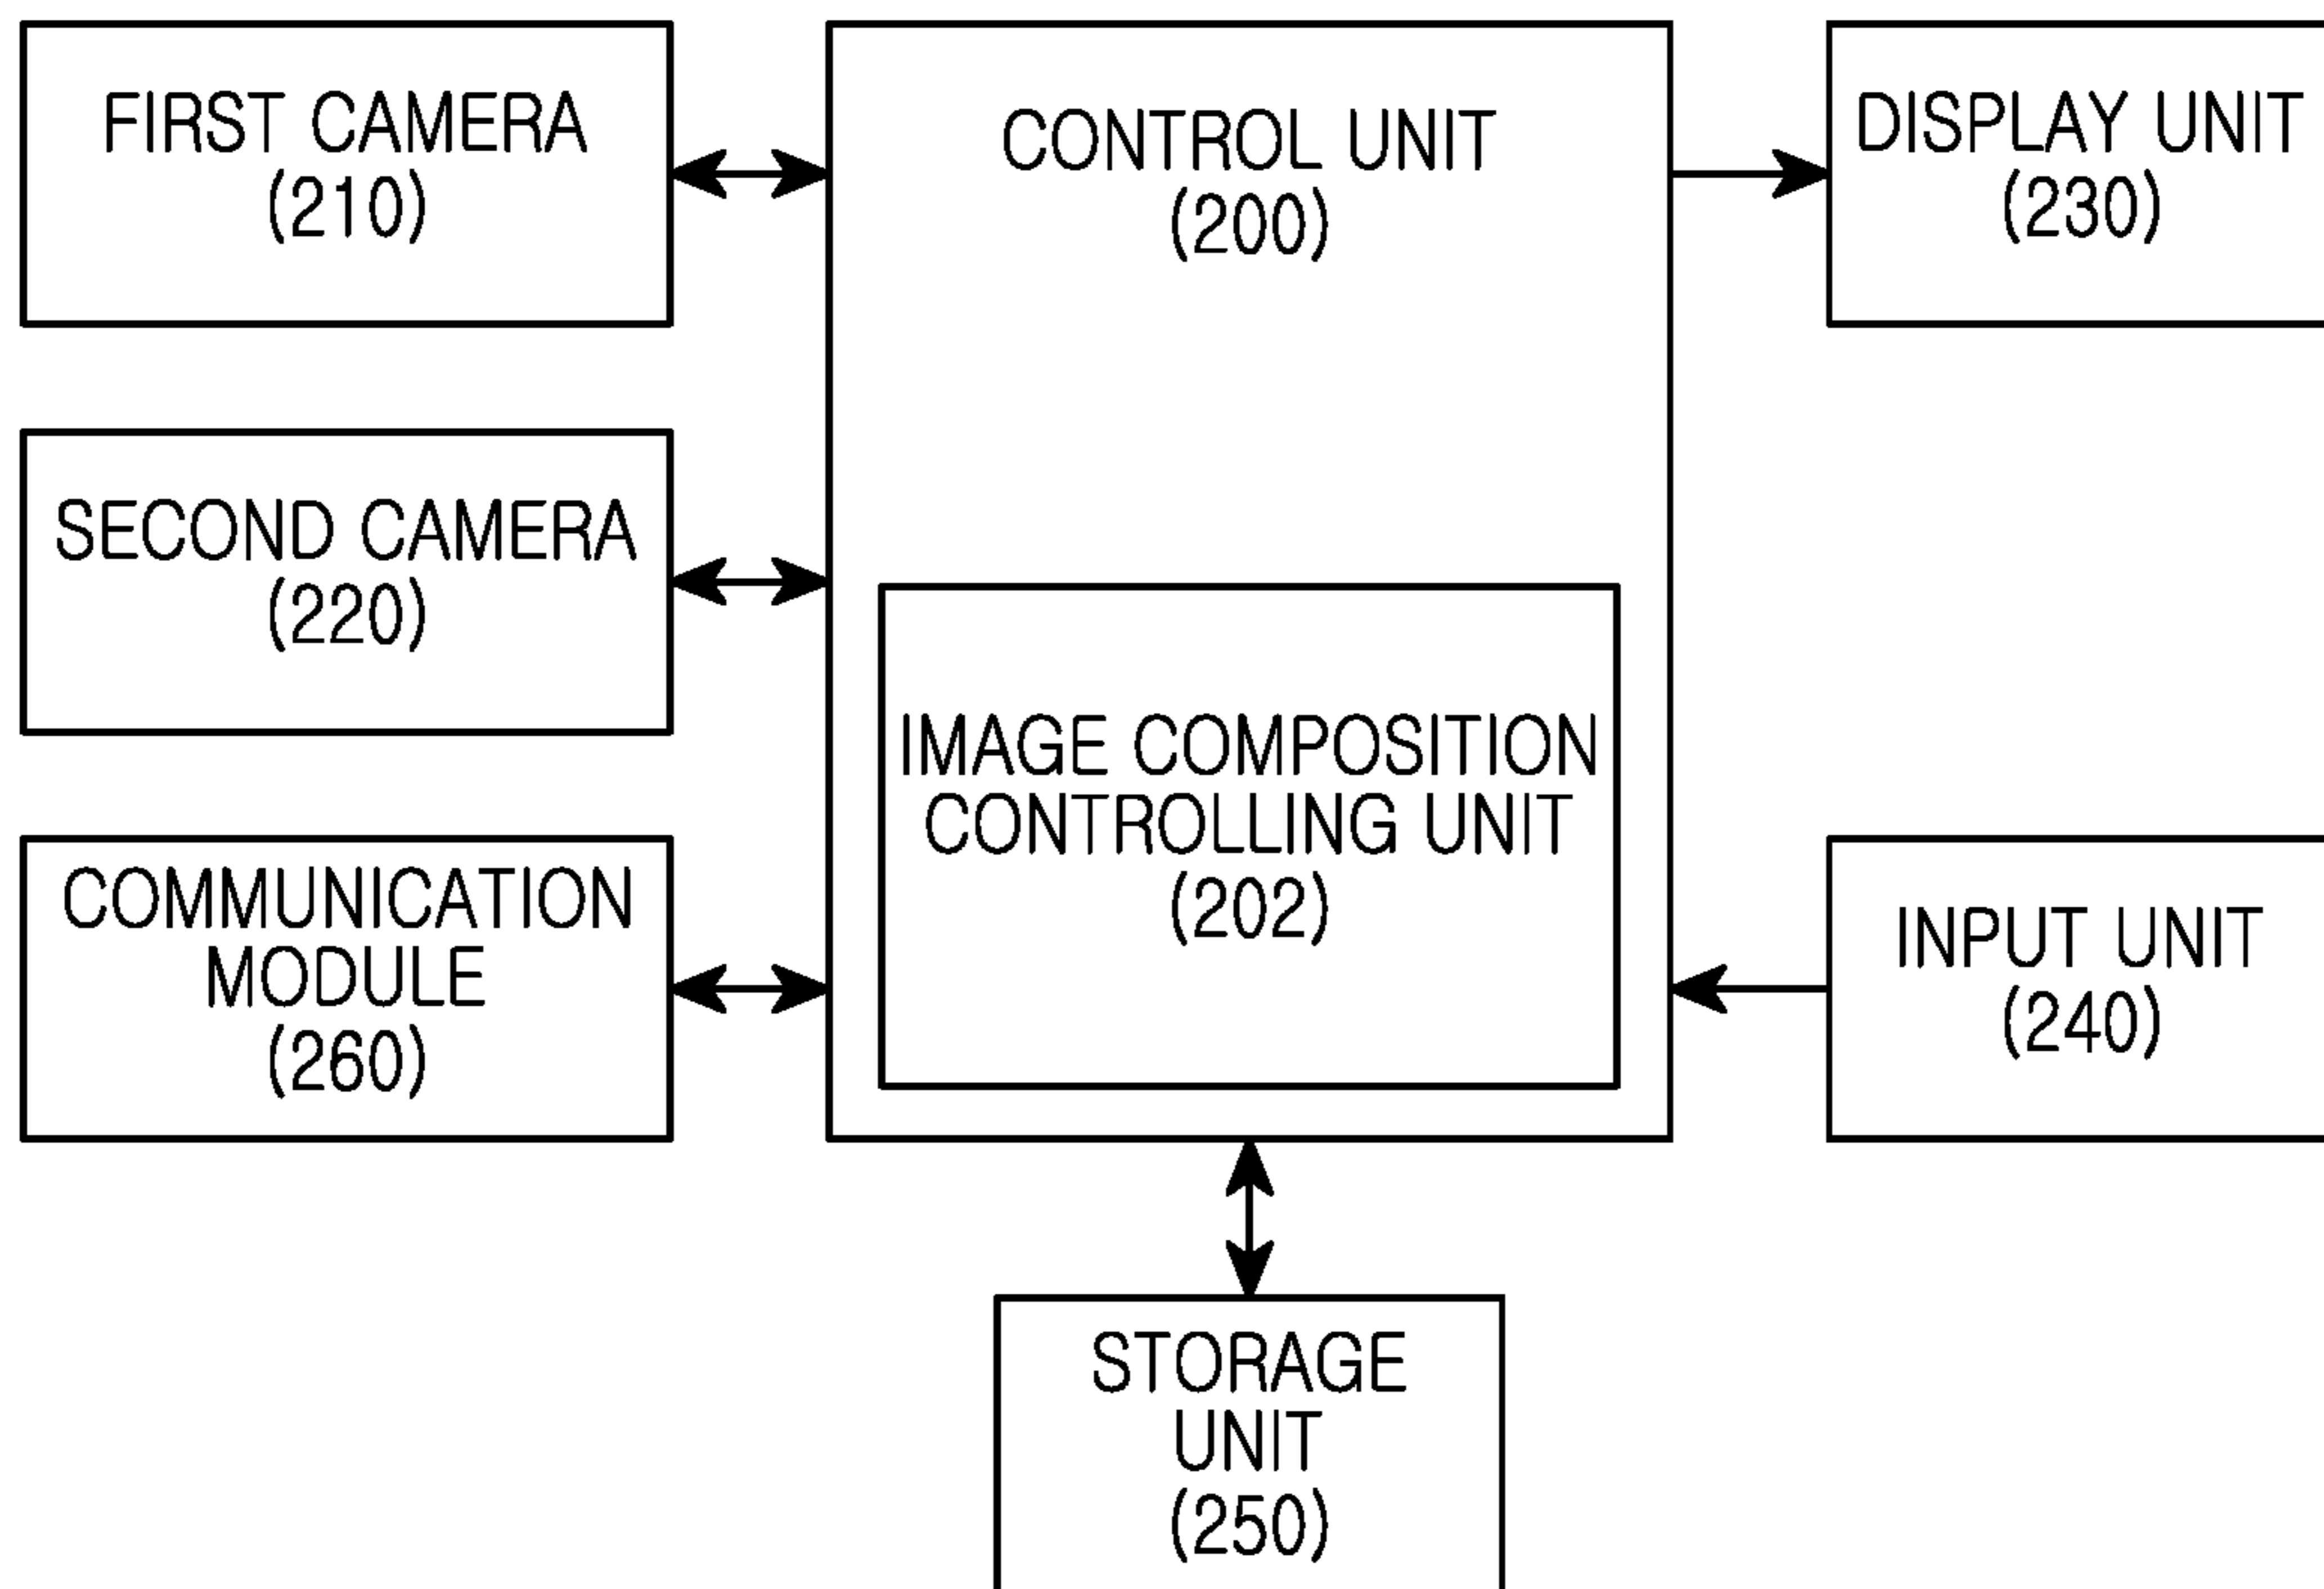 FIRST CAMERA
(210)
CONTROL UNIT
(200)
DISPLAY UNIT
(230)
SECOND CAMERA
(220)
IMAGE COMPOSITION
CONTROLLING UNIT
(202)
COMMUNICATION
MODULE
(260)
INPUT UNIT
(240)
STORAGE
UNIT
(250)